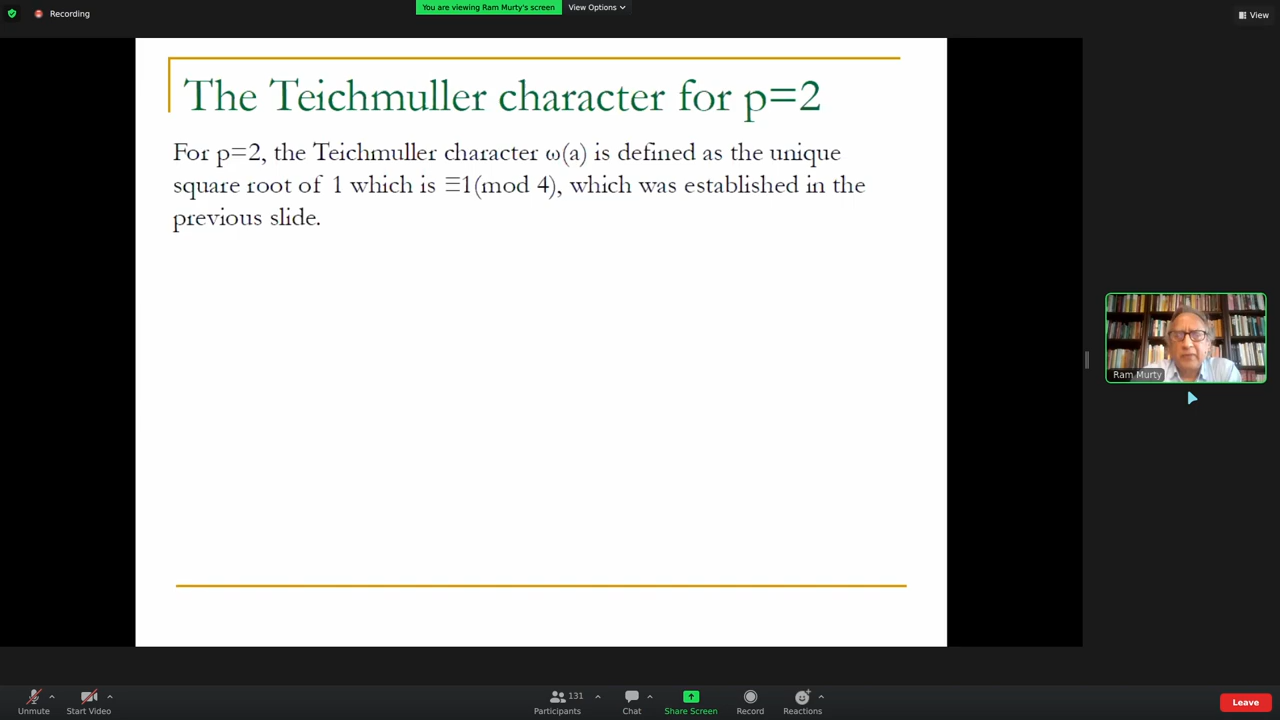 Recording
You are viewing Ram Murty's screen
View Options
View
The Teichmuller character for p=2
For p=2, the Teichmuller character ω(a) is defined as the unique
square root of 1 which is ≡1(mod 4), which was established in the
previous slide.
Ram Murty
Unmute
Start Video
Participants
131
Chat
Share Screen
Record
Reactions
Leave